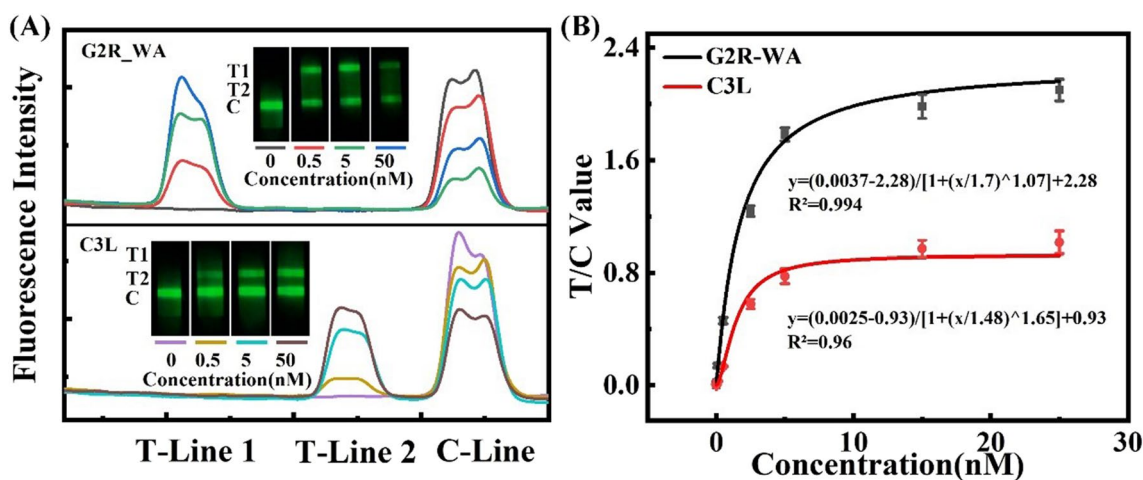 (A)
Fluorescence Intensity
G2R_WA
T1
T2
C
0 0.5 5 50
Concentration(nM)
C3L
T1
T2
C
0 0.5 5 50
Concentration(nM)
T-Line 1 T-Line 2 C-Line
(B)
T/C Value
2.4
1.6
0.8
0.0
G2R-WA
C3L
y=(0.0037-2.28)/[1+(x/1.7)^1.07]+2.28
R²=0.994
y=(0.0025-0.93)/[1+(x/1.48)^1.65]+0.93
R²=0.96
0 10 20 30
Concentration(nM)